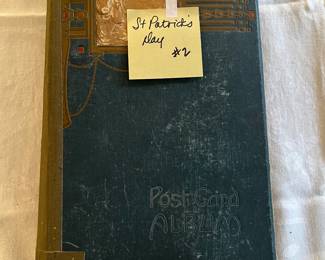 St Patrick's
Day
#2
Post Card
ALBUM